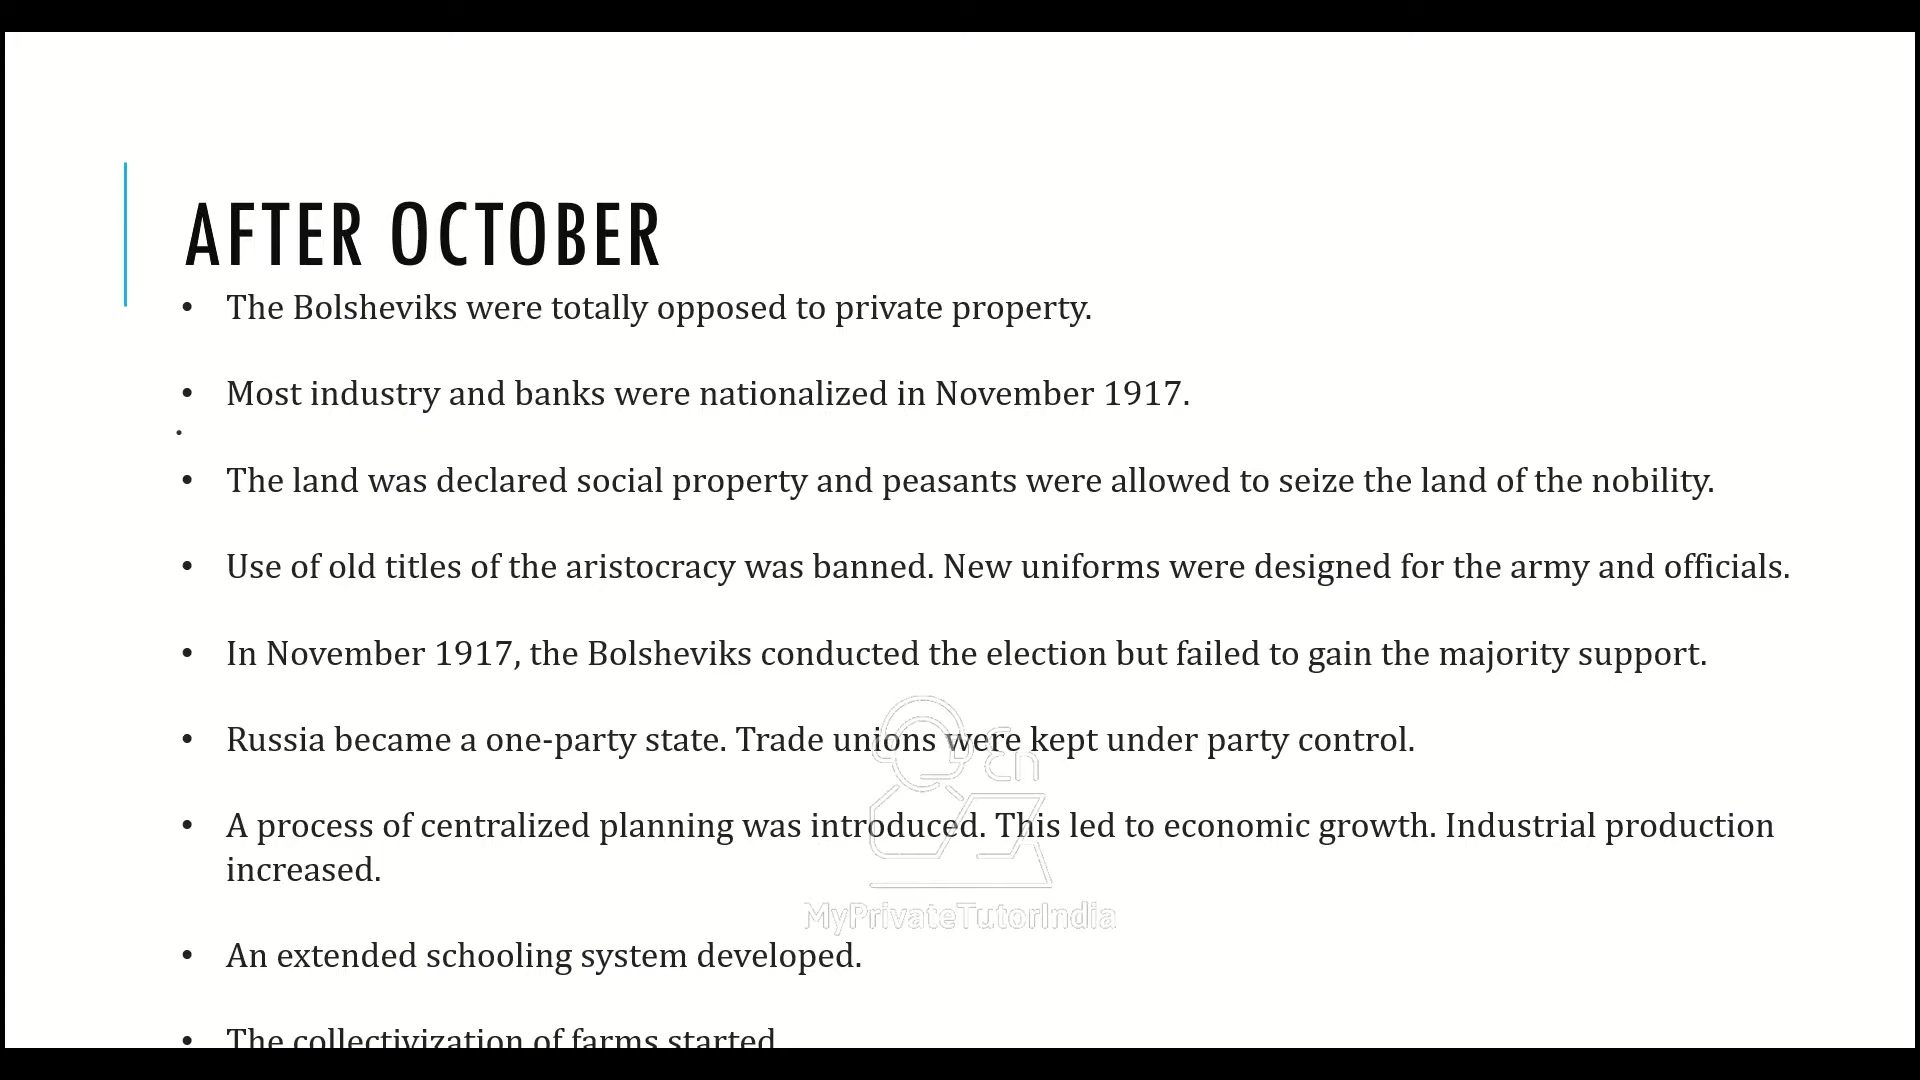 AFTER OCTOBER
• The Bolsheviks were totally opposed to private property.
• Most industry and banks were nationalized in November 1917.
•
• The land was declared social property and peasants were allowed to seize the land of the nobility.
• Use of old titles of the aristocracy was banned. New uniforms were designed for the army and officials.
• In November 1917, the Bolsheviks conducted the election but failed to gain the majority support.
• Russia became a one-party state. Trade unions were kept under party control.
• A process of centralized planning was introduced. This led to economic growth. Industrial production
increased.
En
MyPrivateTutorIndia
• An extended schooling system developed.
• The collectivization of farms started